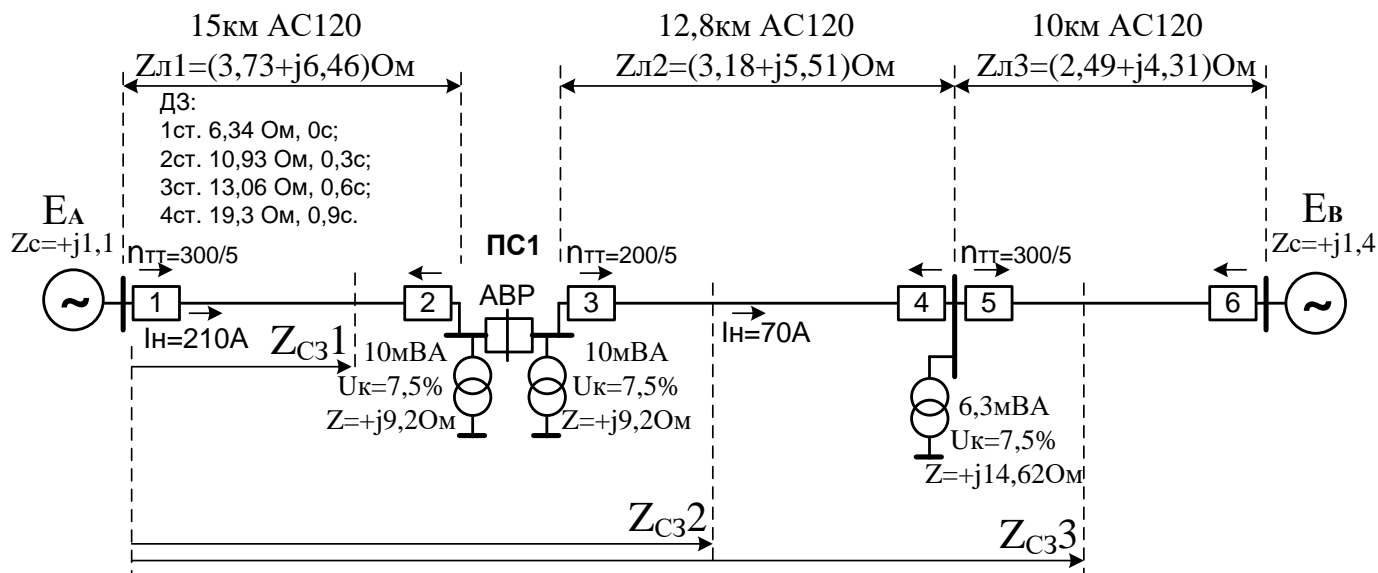 15км АС120
Zл1=(3,73+j6,46)Ом
12,8км АС120
Zл2=(3,18+j5,51)Ом
10км АС120
Zл3=(2,49+j4,31)Ом
ДЗ:
1ст. 6,34 Ом, 0с;
2ст. 10,93 Ом, 0,3с;
3ст. 13,06 Ом, 0,6с;
4ст. 19,3 Ом, 0,9с.
EА
Zс=+j1,1
~
nТТ=300/5
1
Iн=210А
ZСЗ1
2
ПС1
АВР
10мВА
Uк=7,5%
Z=+j9,2Ом
10мВА
Uк=7,5%
Z=+j9,2Ом
nТТ=200/5
3
Iн=70А
4
nТТ=300/5
5
6
6,3мВА
Uк=7,5%
Z=+j14,62Ом
EВ
Zс=+j1,4
~
ZСЗ2
ZСЗ3